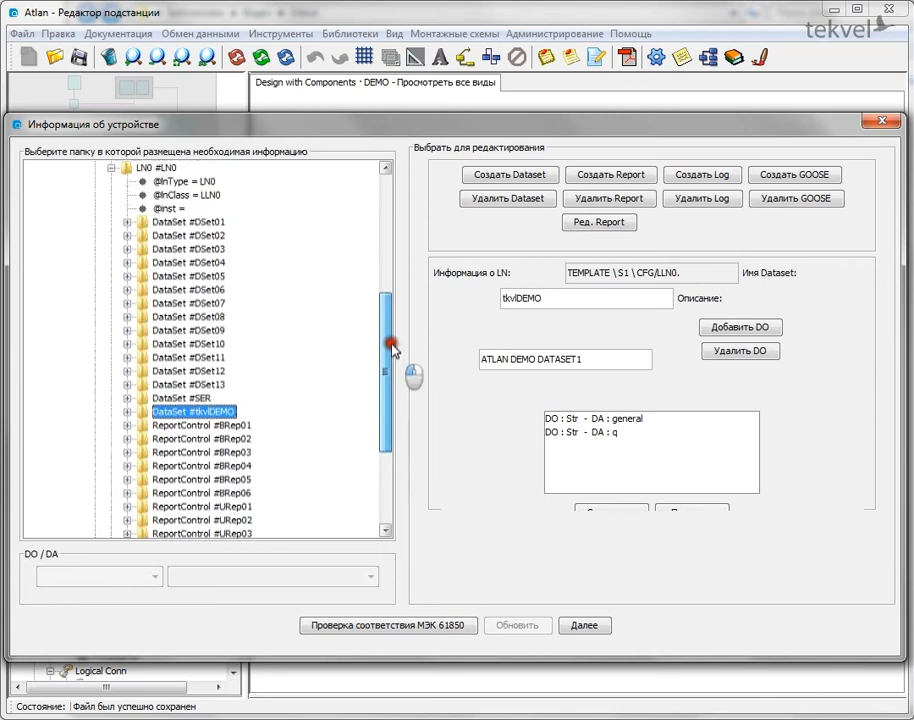 Atlan - Редактор подстанции
Файл Правка Документация Обмен данными Инструменты Библиотеки Вид Монтажные схемы Администрирование Помощь
tekvel
Design with Components · DEMO - Просмотреть все виды
Информация об устройстве
Выберите папку в которой размещена необходимая информацию
LN0 #LN0
@lnType = LN0
@lnClass = LLN0
@inst =
DataSet #DSet01
DataSet #DSet02
DataSet #DSet03
DataSet #DSet04
DataSet #DSet05
DataSet #DSet06
DataSet #DSet07
DataSet #DSet08
DataSet #DSet09
DataSet #DSet10
DataSet #DSet11
DataSet #DSet12
DataSet #DSet13
DataSet #SER
DataSet #tkvlDEMO
ReportControl #BRep01
ReportControl #BRep02
ReportControl #BRep03
ReportControl #BRep04
ReportControl #BRep05
ReportControl #BRep06
ReportControl #URep01
ReportControl #URep02
ReportControl #URep03
DO / DA
Выбрать для редактирования
Создать Dataset Создать Report Создать Log Создать GOOSE
Удалить Dataset Удалить Report Удалить Log Удалить GOOSE
Ред. Report
Информация о LN: TEMPLATE \ S1 \ CFG/LLN0. Имя Dataset:
tkvlDEMO Описание:
Добавить DO
Удалить DO
ATLAN DEMO DATASET1
DO : Str - DA : general
DO : Str - DA : q
Проверка соответствия МЭК 61850 Обновить Далее
Logical Conn
Состояние: Файл был успешно сохранен